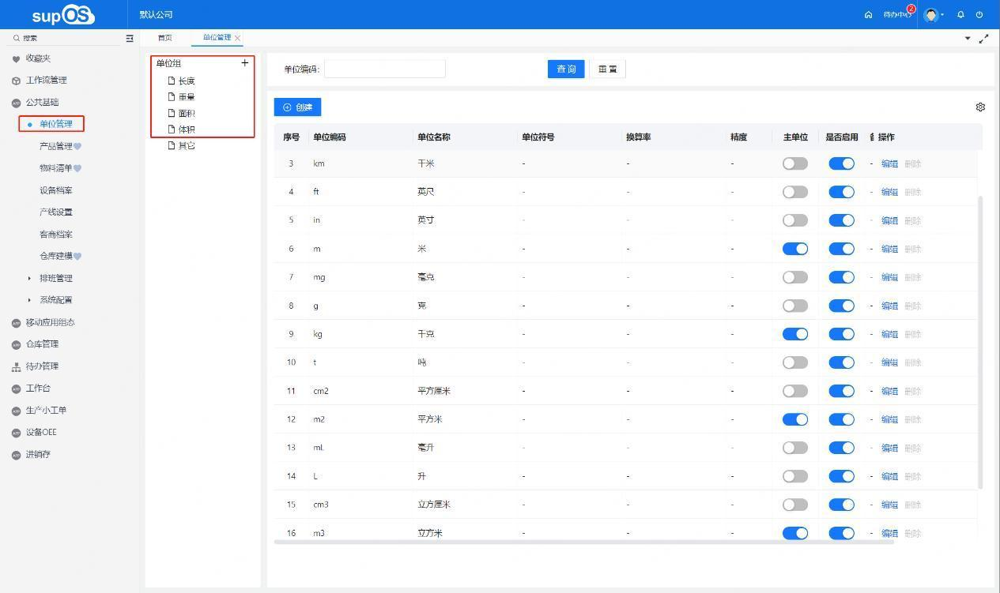 supOS
默认公司
待办中心
2
搜索
首页
单位管理
收藏夹
工作流管理
公共基础
单位管理
产品管理
物料清单
设备档案
产线设置
客商档案
仓库建模
排班管理
系统配置
移动应用组态
仓库管理
待办管理
工作台
生产小工单
设备OEE
进销存
单位组 +
长度
重量
面积
体积
其它
单位编码:
查询 重置
创建
序号 单位编码 单位名称 单位符号 换算率 精度 主单位 是否启用 操作
3 km 千米 - - - - 编辑 删除
4 ft 英尺 - - - - 编辑 删除
5 in 英寸 - - - - 编辑 删除
6 m 米 - - - - 编辑 删除
7 mg 毫克 - - - - 编辑 删除
8 g 克 - - - - 编辑 删除
9 kg 千克 - - - - 编辑 删除
10 t 吨 - - - - 编辑 删除
11 cm2 平方厘米 - - - - 编辑 删除
12 m2 平方米 - - - - 编辑 删除
13 mL 毫升 - - - - 编辑 删除
14 L 升 - - - - 编辑 删除
15 cm3 立方厘米 - - - - 编辑 删除
16 m3 立方米 - - - - 编辑 删除